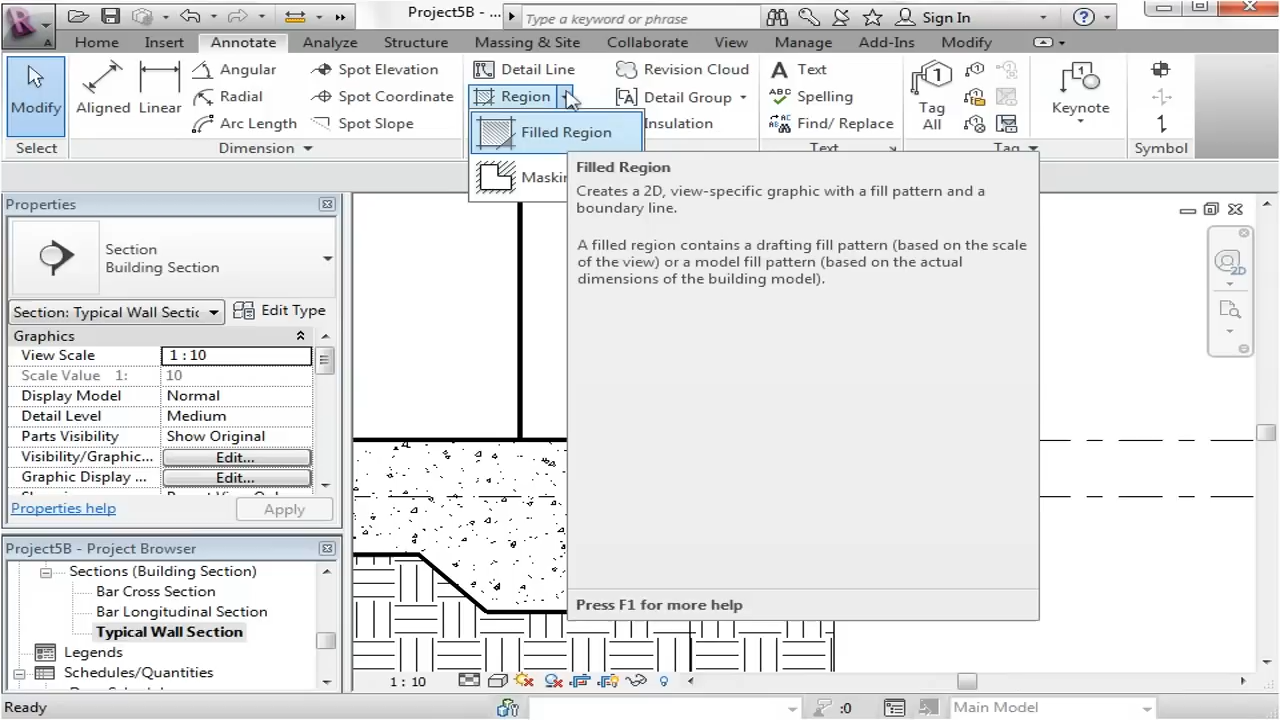 Project5B - ...
Type a keyword or phrase
Sign In
Home
Insert
Annotate
Analyze
Structure
Massing & Site
Collaborate
View
Manage
Add-Ins
Modify
Modify
Select
Aligned
Linear
Angular
Radial
Arc Length
Spot Elevation
Spot Coordinate
Spot Slope
Dimension
Detail Line
Region
Revision Cloud
Detail Group
Insulation
Filled Region
Text
Spelling
Find/ Replace
Text
Tag
All
Tag
Keynote
Symbol
Filled Region
Creates a 2D, view-specific graphic with a fill pattern and a
boundary line.
A filled region contains a drafting fill pattern (based on the scale
of the view) or a model fill pattern (based on the actual
dimensions of the building model).
Press F1 for more help
Properties
Section
Building Section
Section: Typical Wall Sectic
Edit Type
Graphics
View Scale 1 : 10
Scale Value 1: 10
Display Model Normal
Detail Level Medium
Parts Visibility Show Original
Visibility/Graphic... Edit...
Graphic Display ... Edit...
Properties help
Apply
Project5B - Project Browser
Sections (Building Section)
Bar Cross Section
Bar Longitudinal Section
Typical Wall Section
Legends
Schedules/Quantities
2D
1 : 10
Ready
:0
Main Model